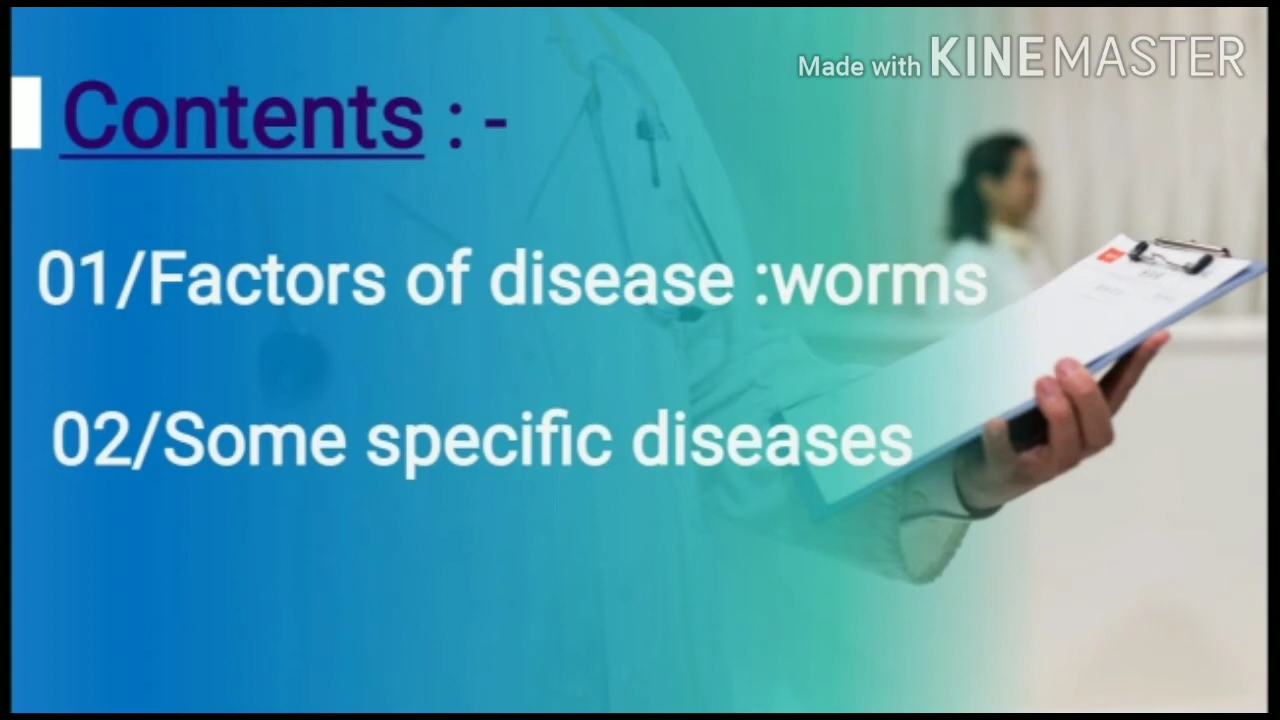 Made with KINEMASTER
Contents : -
01/Factors of disease :worms
02/Some specific diseases